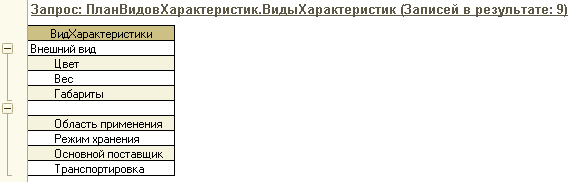 Запрос: ПланВидовХарактеристик.ВидыХарактеристик (Записей в результате: 9)
ВидХарактеристики
Внешний вид
Цвет
Вес
Габариты
Область применения
Режим хранения
Основной поставщик
Транспортировка